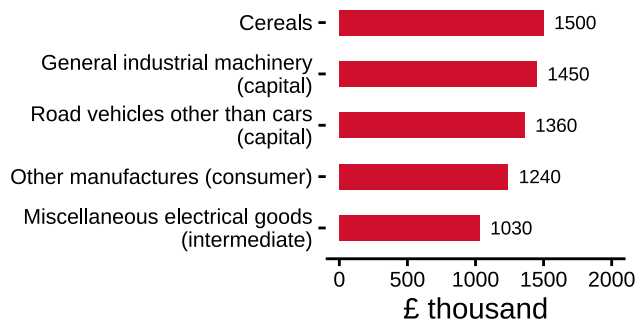 Cereals
1500
General industrial machinery
(capital)
1450
Road vehicles other than cars
(capital)
1360
Other manufactures (consumer)
1240
Miscellaneous electrical goods
(intermediate)
1030
0 500 1000 1500 2000
£ thousand